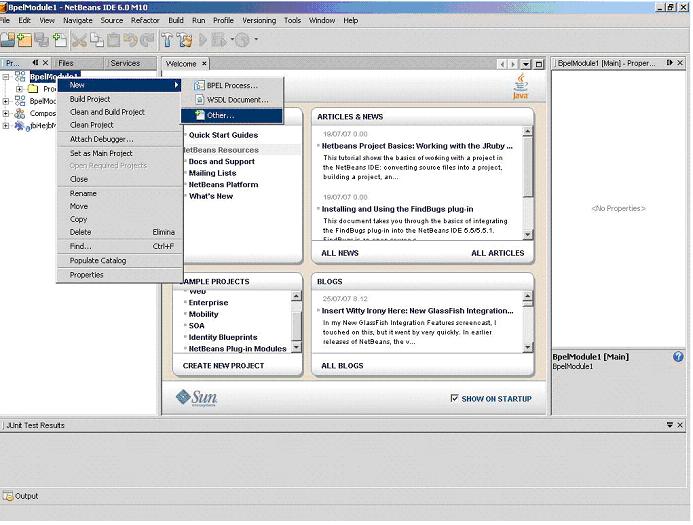 BpelModule1 - NetBeans IDE 6.0 M10
File Edit View Navigate Source Refactor Build Run Profile Versioning Tools Window Help
Pr... Files Services
Welcome
BpelModule1 [Main] - Proper...
BpelModule1
New
BPEL Process...
WSDL Document...
Other...
Build Project
Clean and Build Project
Clean Project
Attach Debugger...
Set as Main Project
Open Required Projects
Close
Rename
Move
Copy
Delete Elimina
Find... Ctrl+F
Populate Catalog
Properties
Java
Quick Start Guides
NetBeans Resources
Docs and Support
Mailing Lists
NetBeans Platform
What's New
ARTICLES & NEWS
19/07/07 0.00
Netbeans Project Basics: Working with the JRuby ...
This tutorial shows the basics of working with a project in
the NetBeans IDE: converting source files into a project,
building a project, an...
19/07/07 0.00
Installing and Using the FindBugs plug-in
This document takes you through the basics of integrating
the FindBugs plug-in into the NetBeans IDE 5.5/5.5.1.
FindBugs is an open source s...
ALL NEWS ALL ARTICLES
SAMPLE PROJECTS
Web
Enterprise
Mobility
SOA
Identity Blueprints
NetBeans Plug-in Modules
CREATE NEW PROJECT
BLOGS
25/07/07 8.12
Insert Witty Irony Here: New GlassFish Integration...
In my New GlassFish Integration Features screencast, I
touched on this, but it went by very quickly. In earlier
releases of NetBeans, the v...
ALL BLOGS
Sun
SHOW ON STARTUP
<No Properties>
BpelModule1 [Main]
BpelModule1
JUnit Test Results
Output